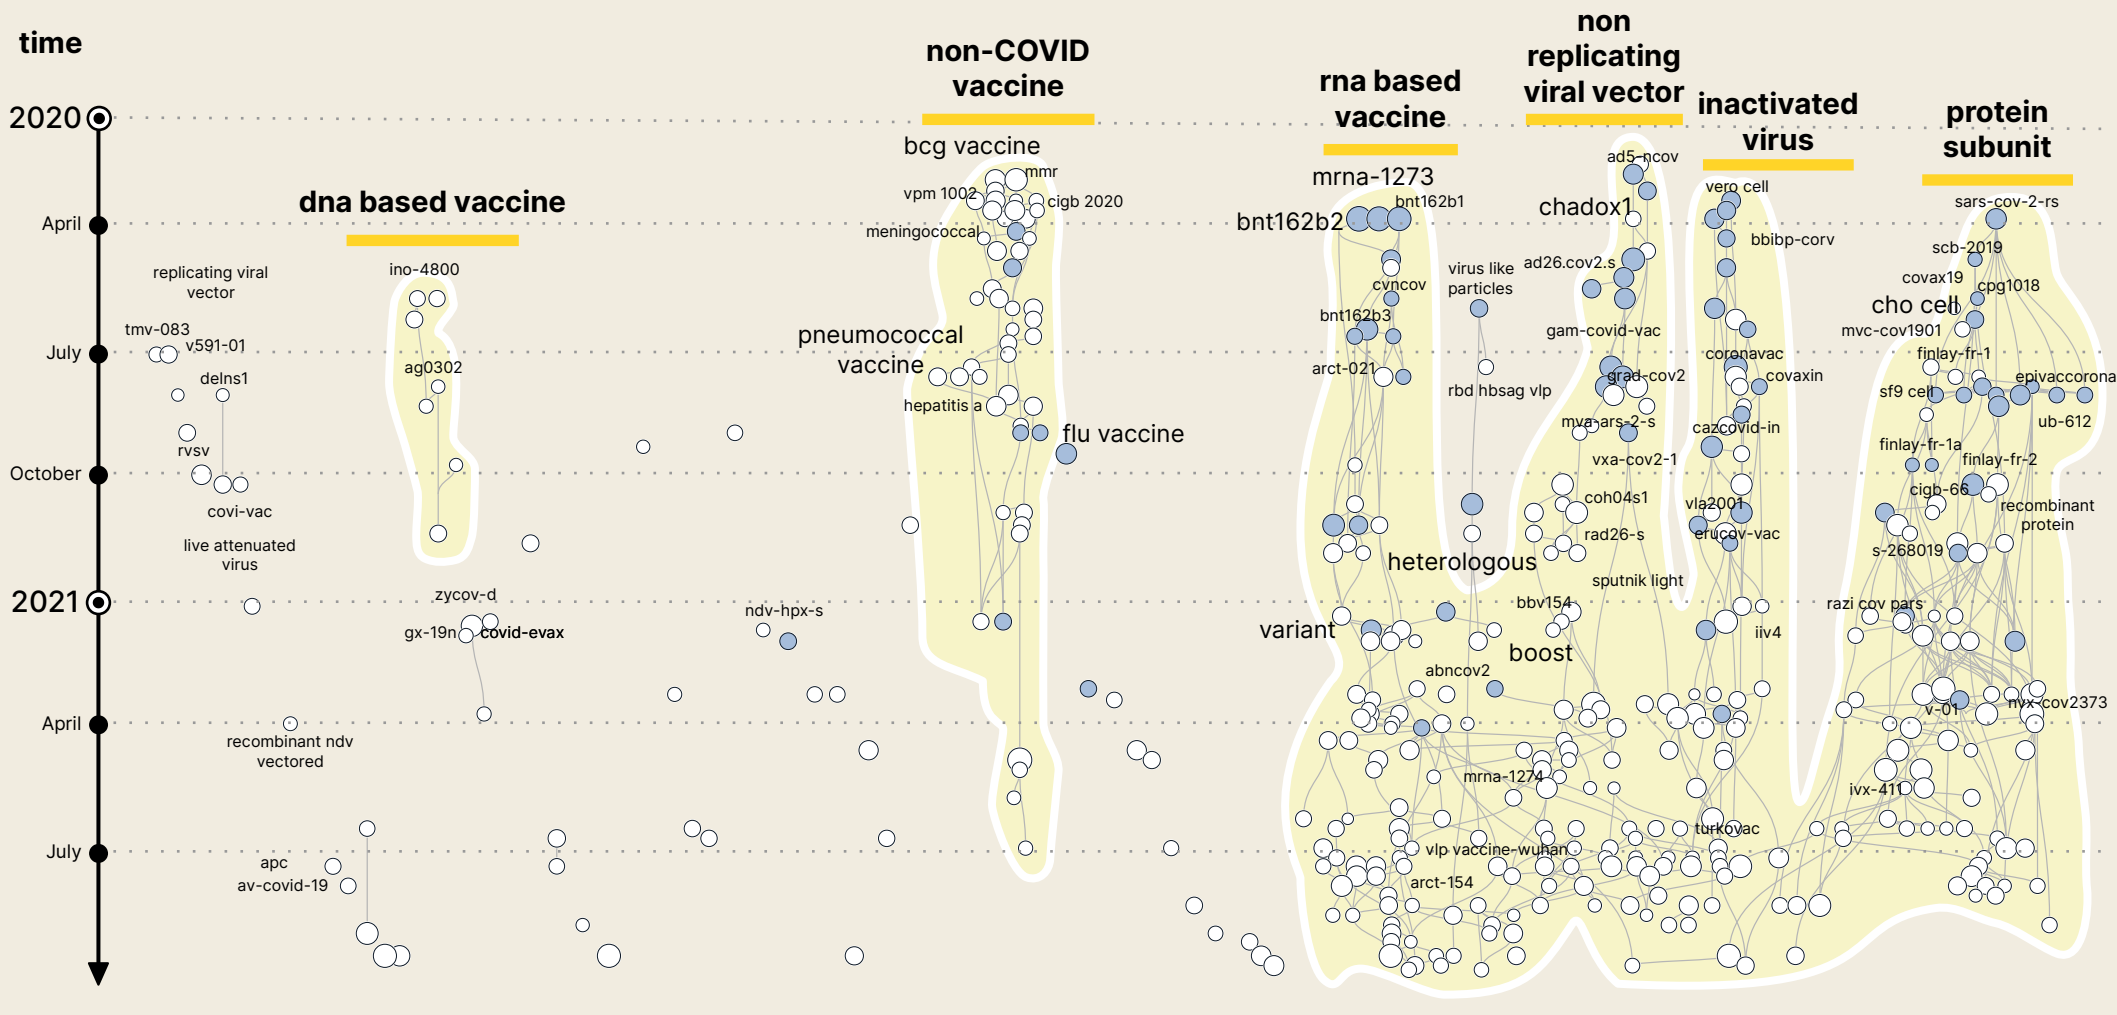 time
2020
April
July
October
2021
April
July
dna based vaccine
non-COVID
vaccine
rna based
vaccine
non
replicating
viral vector
inactivated
virus
protein
subunit
replicating viral
vector
tmv-083
v591-01
delns1
rvsv
covi-vac
live attenuated
virus
recombinant ndv
vectored
apc
av-covid-19
ino-4800
ag0302
zycov-d
gx-19n
covid-evax
ndv-hpx-s
bcg vaccine
mmr
vpm 1002
cigb 2020
meningococcal
pneumococcal
vaccine
hepatitis a
flu vaccine
mrna-1273
bnt162b1
bnt162b2
cvncov
bnt162b3
arct-021
virus like
particles
rbd hbsag vlp
heterologous
variant
abncov2
boost
mrna-1274
vlp vaccine-wuhan
arct-154
ad5-ncov
chadox1
ad26.cov2.s
gam-covid-vac
grad-cov2
mva-ars-2-s
vxa-cov2-1
coh04s1
rad26-s
sputnik light
bbv154
vero cell
bbibp-corv
coronavac
covaxin
cazcovid-in
vla2001
erucov-vac
iiv4
turkovac
sars-cov-2-rs
scb-2019
covax19
cpg1018
cho cell
mvc-cov1901
finlay-fr-1
epivaccorona
sf9 cell
ub-612
finlay-fr-1a
finlay-fr-2
cigb-66
recombinant
protein
s-268019
razi cov pars
v-01
nvx-cov2373
ivx-411